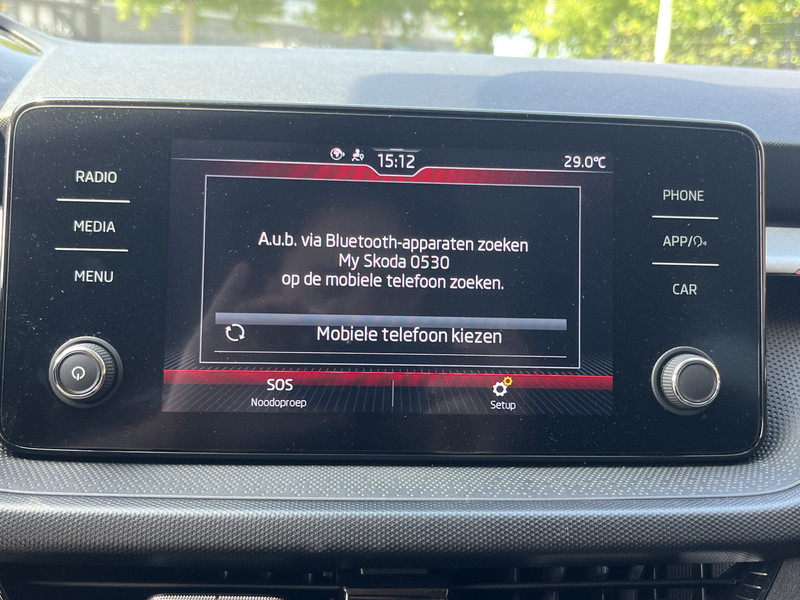 RADIO
MEDIA
MENU
15:12
29.0°C
A.u.b. via Bluetooth-apparaten zoeken
My Skoda 0530
op de mobiele telefoon zoeken.
Mobiele telefoon kiezen
SOS
Noodoproep
Setup
PHONE
APP/
CAR